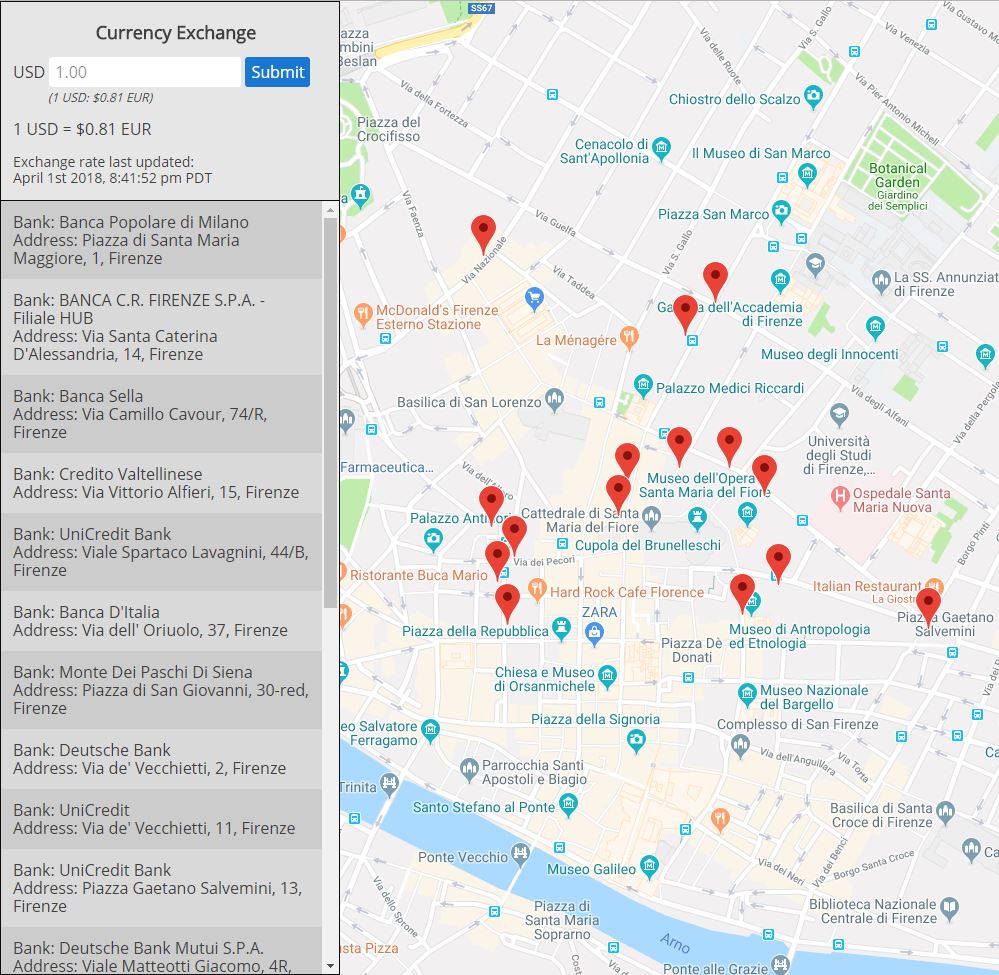 Currency Exchange
USD 1.00 Submit
(1 USD: $0.81 EUR)
1 USD = $0.81 EUR
Exchange rate last updated:
April 1st 2018, 8:41:52 pm PDT
Bank: Banca Popolare di Milano
Address: Piazza di Santa Maria
Maggiore, 1, Firenze
Bank: BANCA C.R. FIRENZE S.P.A. -
Filiale HUB
Address: Via Santa Caterina
D'Alessandria, 14, Firenze
Bank: Banca Sella
Address: Via Camillo Cavour, 74/R,
Firenze
Bank: Credito Valtellinese
Address: Via Vittorio Alfieri, 15, Firenze
Bank: UniCredit Bank
Address: Viale Spartaco Lavagnini, 44/B,
Firenze
Bank: Banca D'Italia
Address: Via dell' Oriuolo, 37, Firenze
Bank: Monte Dei Paschi Di Siena
Address: Piazza di San Giovanni, 30-red,
Firenze
Bank: Deutsche Bank
Address: Via de' Vecchietti, 2, Firenze
Bank: UniCredit
Address: Via de' Vecchietti, 11, Firenze
Bank: UniCredit Bank
Address: Piazza Gaetano Salvemini, 13,
Firenze
Bank: Deutsche Bank Mutui S.P.A.
Address: Viale Matteotti Giacomo, 4R,
SS67
azza
mbini
Beslan
Via S. Gallo
Via Gustavo Mo
Via Venezia
Via delle Ruote
Via della Fortezza
Chiostro dello Scalzo
Via Pier Antonio Micheli
Piazza del
Crocifisso
Cenacolo di
Sant'Apollonia
Il Museo di San Marco
Botanical
Garden
Giardino
dei Semplici
a
Via Faenza
Via Guelfa
Piazza San Marco
Via Nazionale
Via S. Gallo
Via Taddea
La SS. Annunziat
di Firenze
McDonald's Firenze
Esterno Stazione
dell'Accademia
di Firenze
La Ménagére
Museo degli Innocenti
Palazzo Medici Riccardi
Via degli Alfani
Via della Pergola
Basilica di San Lorenzo
Università
degli Studi
di Firenze,...
Farmaceutica...
Museo dell'Opera
Santa Maria del Fiore
Ospedale Santa
Maria Nuova
Palazzo
Cattedrale di Santa
Maria del Fiore
Borgo Pinti
Cupola del Brunelleschi
Via dei Pecori
Ristorante Buca Mario
Hard Rock Cafe Florence
Italian Restaurant
La Giostra
ZARA
Piazza Gaetano
Salvemini
Piazza della Repubblica
Museo di Antropologia
ed Etnologia
Piazza Dè
Donati
Chiesa e Museo
di Orsanmichele
Museo Nazionale
del Bargello
Piazza della Signoria
Complesso di San Firenze
eo Salvatore
Ferragamo
Via dell'Anguillara
Via Torta
Parrocchia Santi
Apostoli e Biagio
Trinita
Santo Stefano al Ponte
Basilica di Santa
Croce di Firenze
Ponte Vecchio
Via dei Neri
Via dei Benci
Borgo Santa Croce
Ca
Museo Galileo
Via dello Sprone
Piazza di
Santa Maria
Soprarno
Biblioteca Nazionale
Centrale di Firenze
sta Pizza
Arno
Ponte alle Grazie
Cost